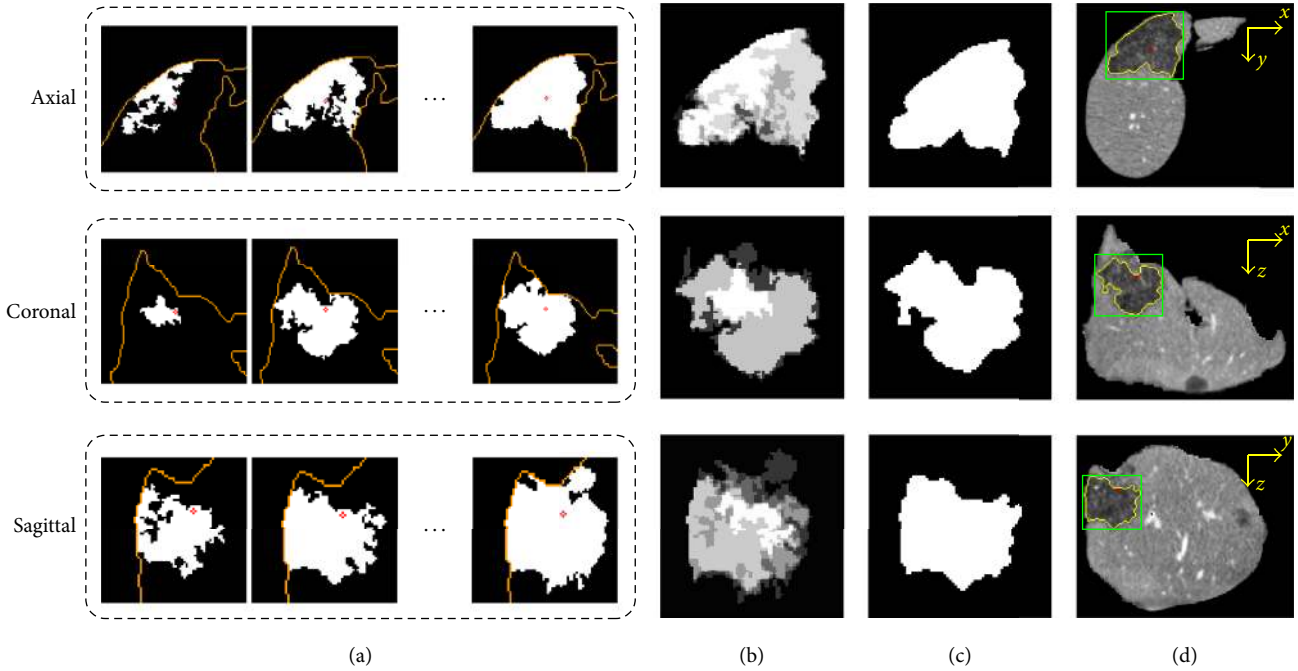 Axial
...
x
y
Coronal
...
x
z
Sagittal
...
y
z
(a)
(b)
(c)
(d)